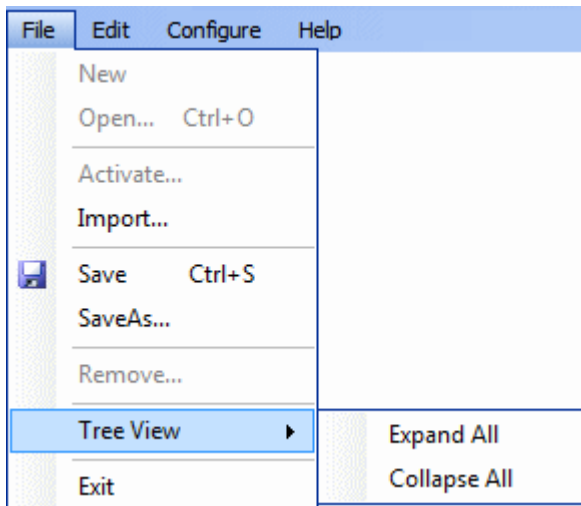 File Edit Configure Help
New
Open... Ctrl+O
Activate...
Import...
Save Ctrl+S
SaveAs...
Remove...
Tree View
Expand All
Collapse All
Exit